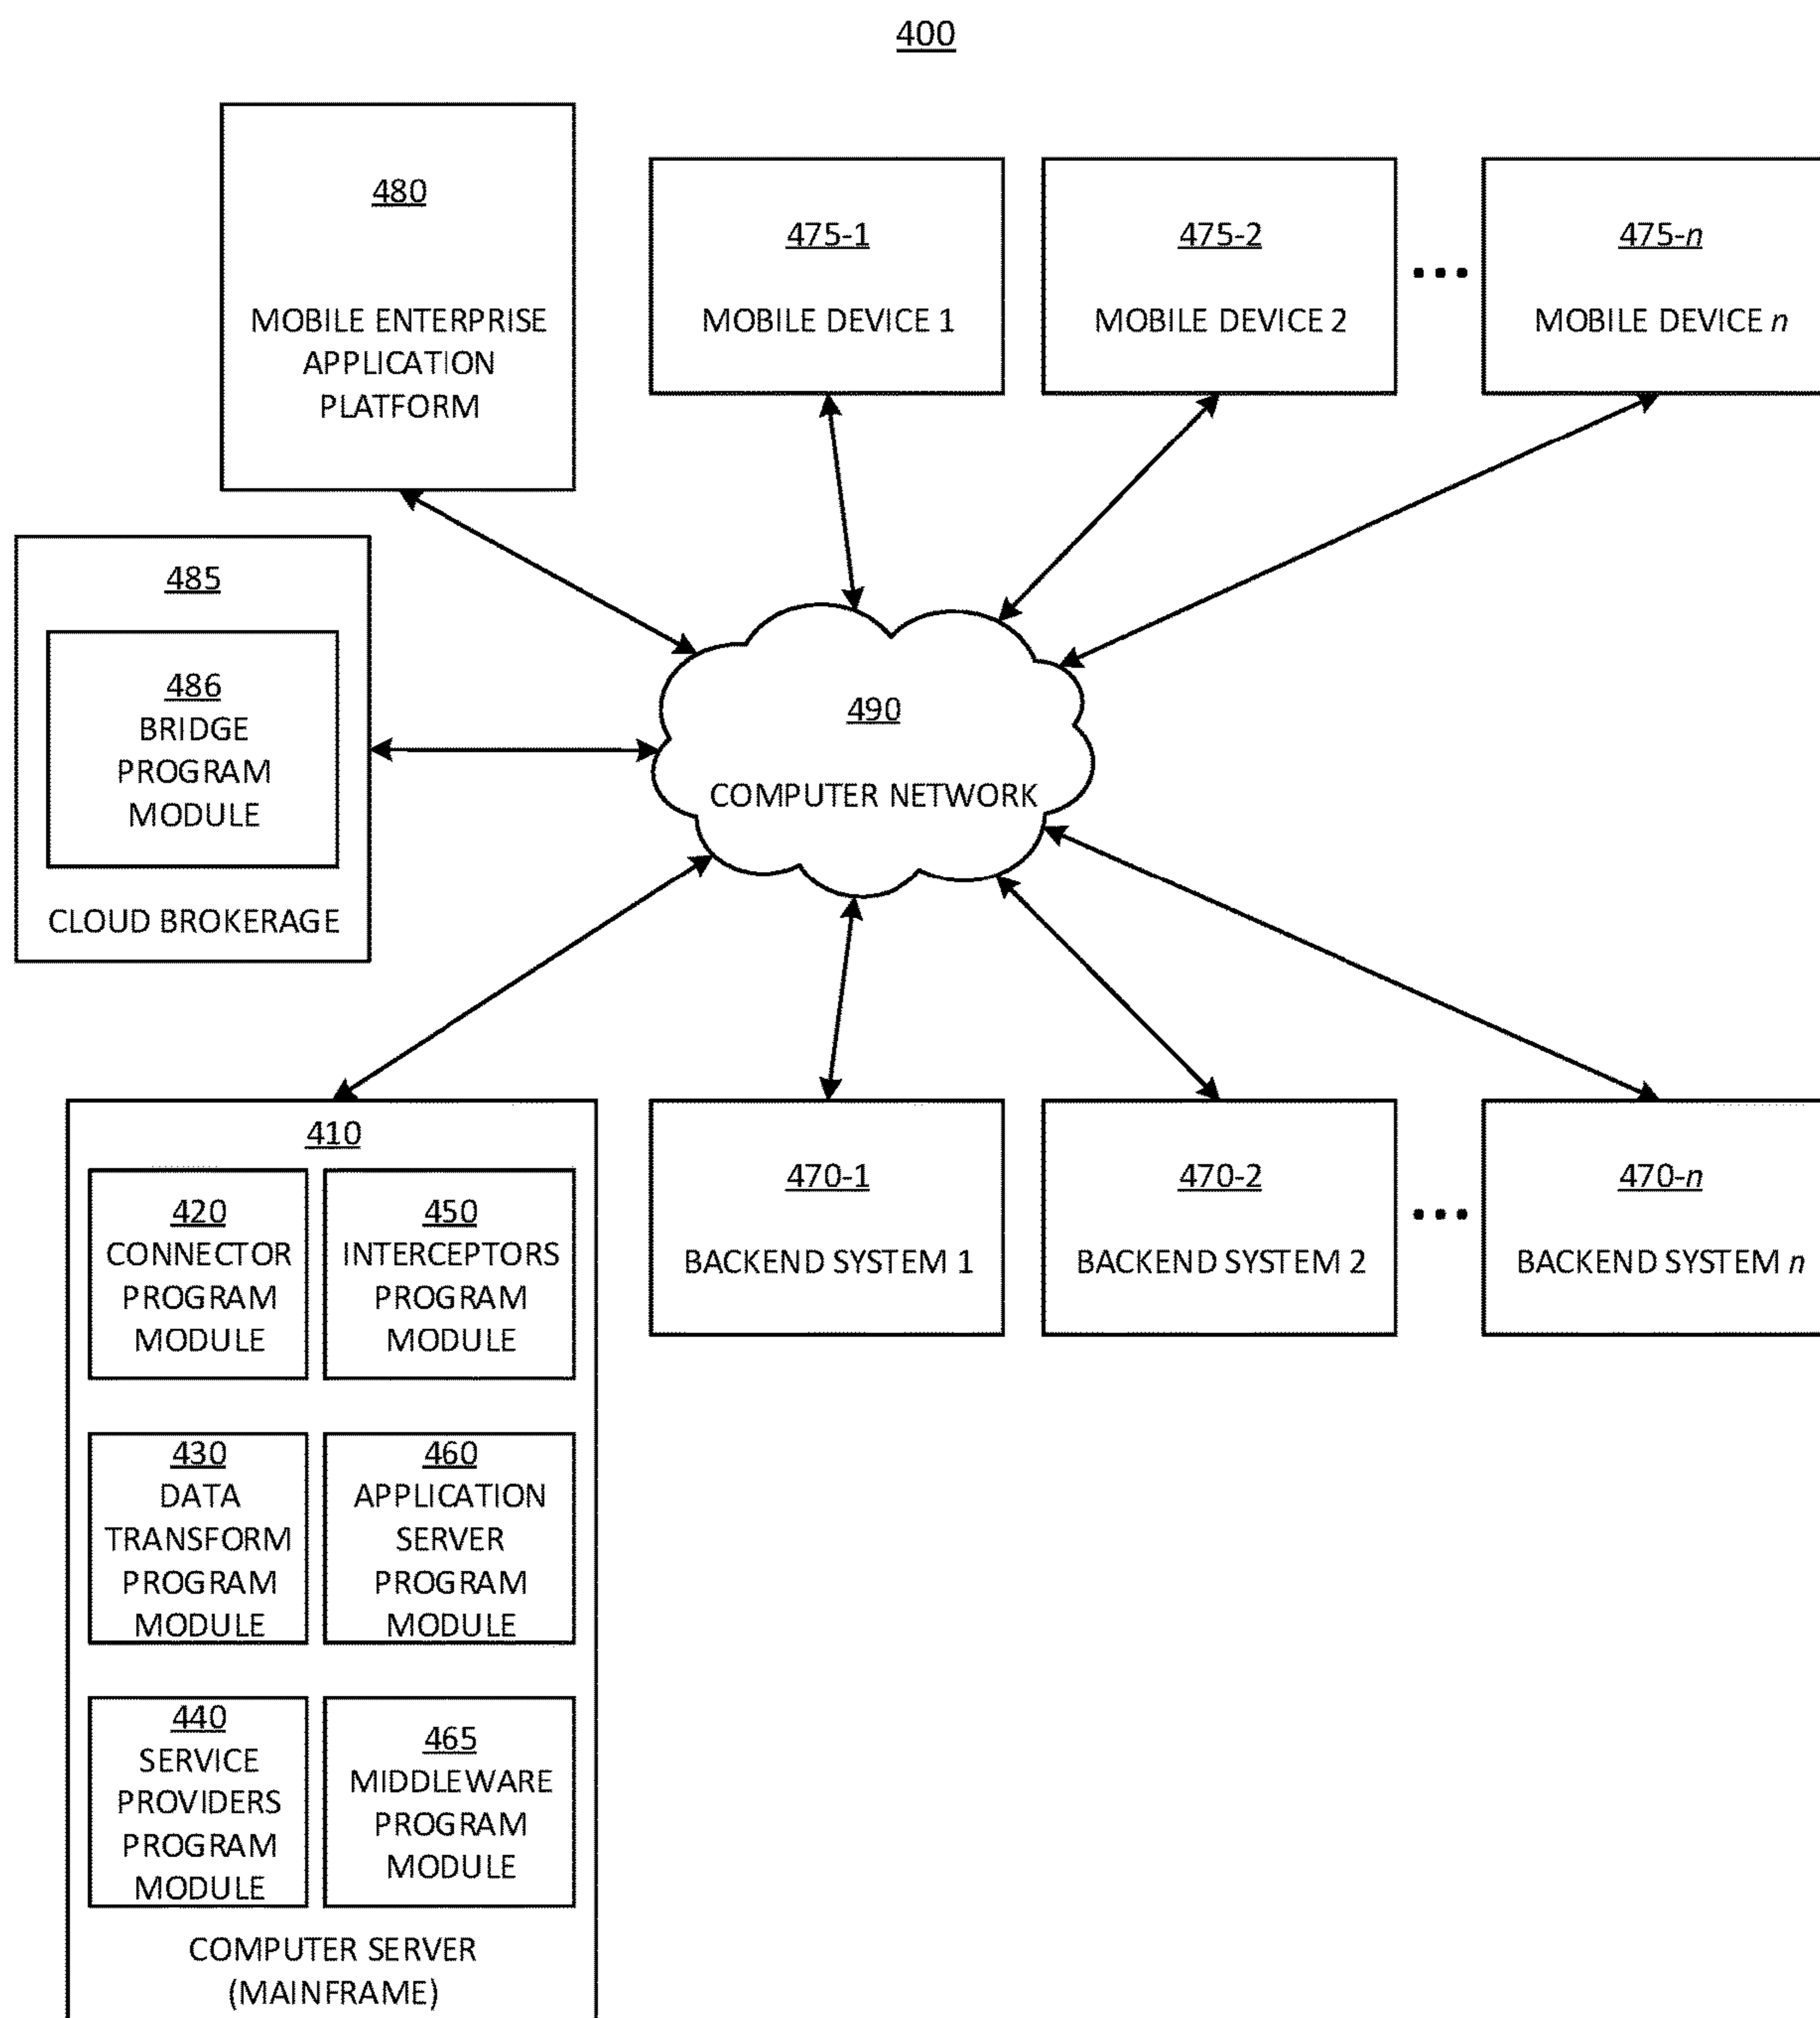 400
480
MOBILE ENTERPRISE
APPLICATION
PLATFORM
475-1
MOBILE DEVICE 1
475-2
MOBILE DEVICE 2
...
475-n
MOBILE DEVICE n
485
486
BRIDGE
PROGRAM
MODULE
CLOUD BROKERAGE
490
COMPUTER NETWORK
410
420
CONNECTOR
PROGRAM
MODULE
450
INTERCEPTORS
PROGRAM
MODULE
430
DATA
TRANSFORM
PROGRAM
MODULE
460
APPLICATION
SERVER
PROGRAM
MODULE
440
SERVICE
PROVIDERS
PROGRAM
MODULE
465
MIDDLEWARE
PROGRAM
MODULE
COMPUTER SERVER
(MAINFRAME)
470-1
BACKEND SYSTEM 1
470-2
BACKEND SYSTEM 2
...
470-n
BACKEND SYSTEM n